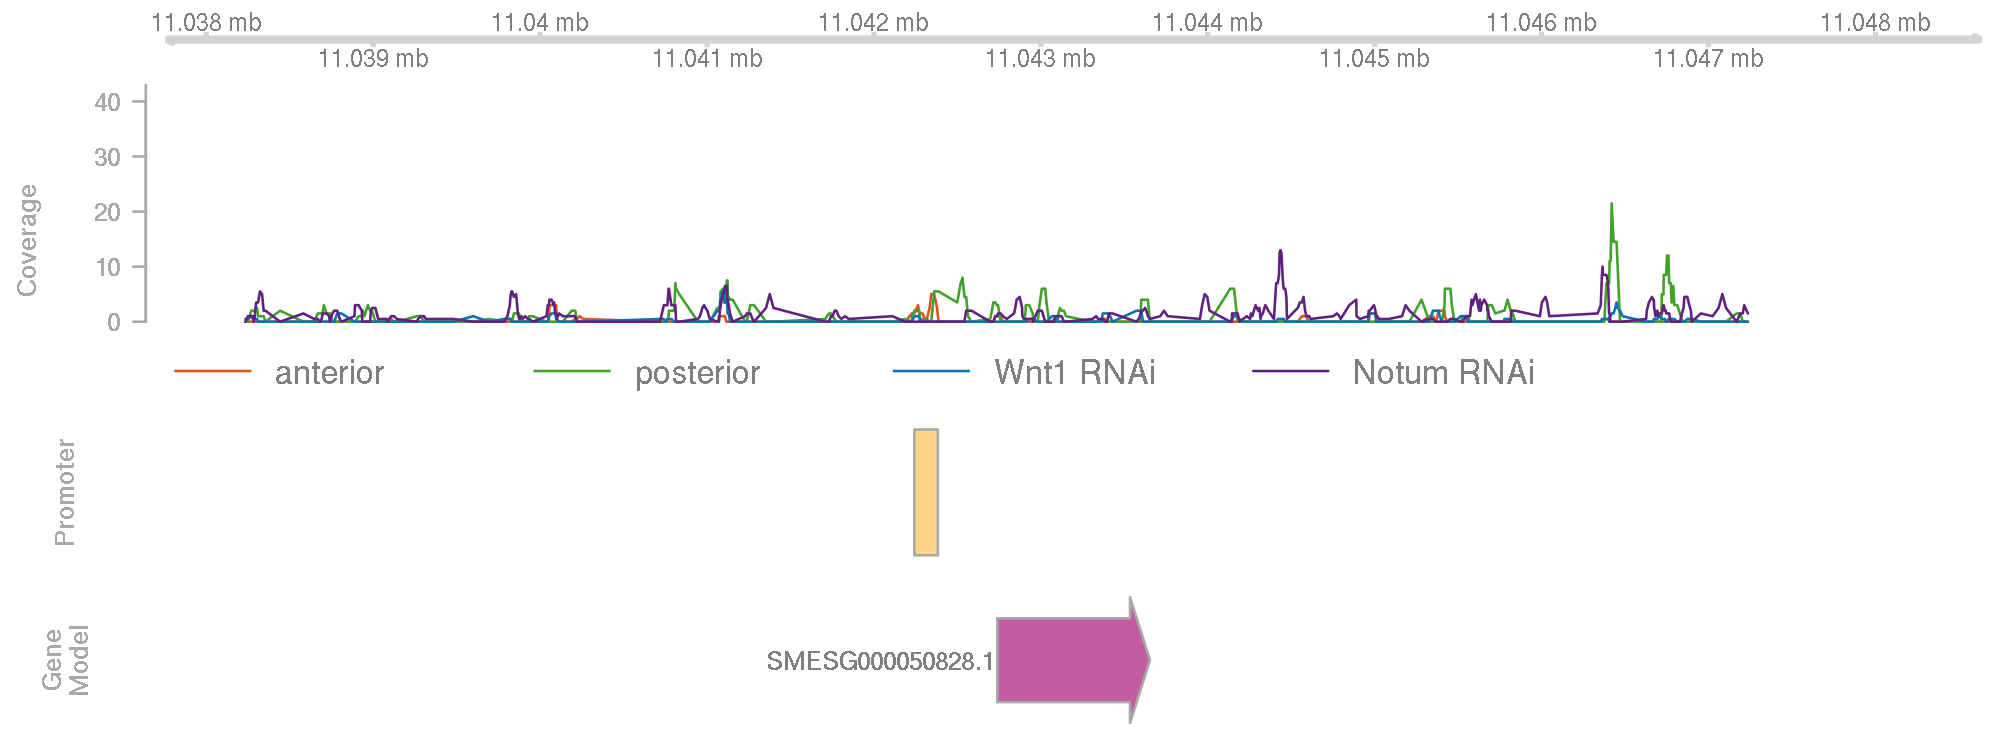 11.038 mb 11.04 mb 11.042 mb 11.044 mb 11.046 mb 11.048 mb
11.039 mb 11.041 mb 11.043 mb 11.045 mb 11.047 mb
Coverage
40
30
20
10
0
anterior posterior Wnt1 RNAi Notum RNAi
Promoter
Gene
Model
SMESG000050828.1